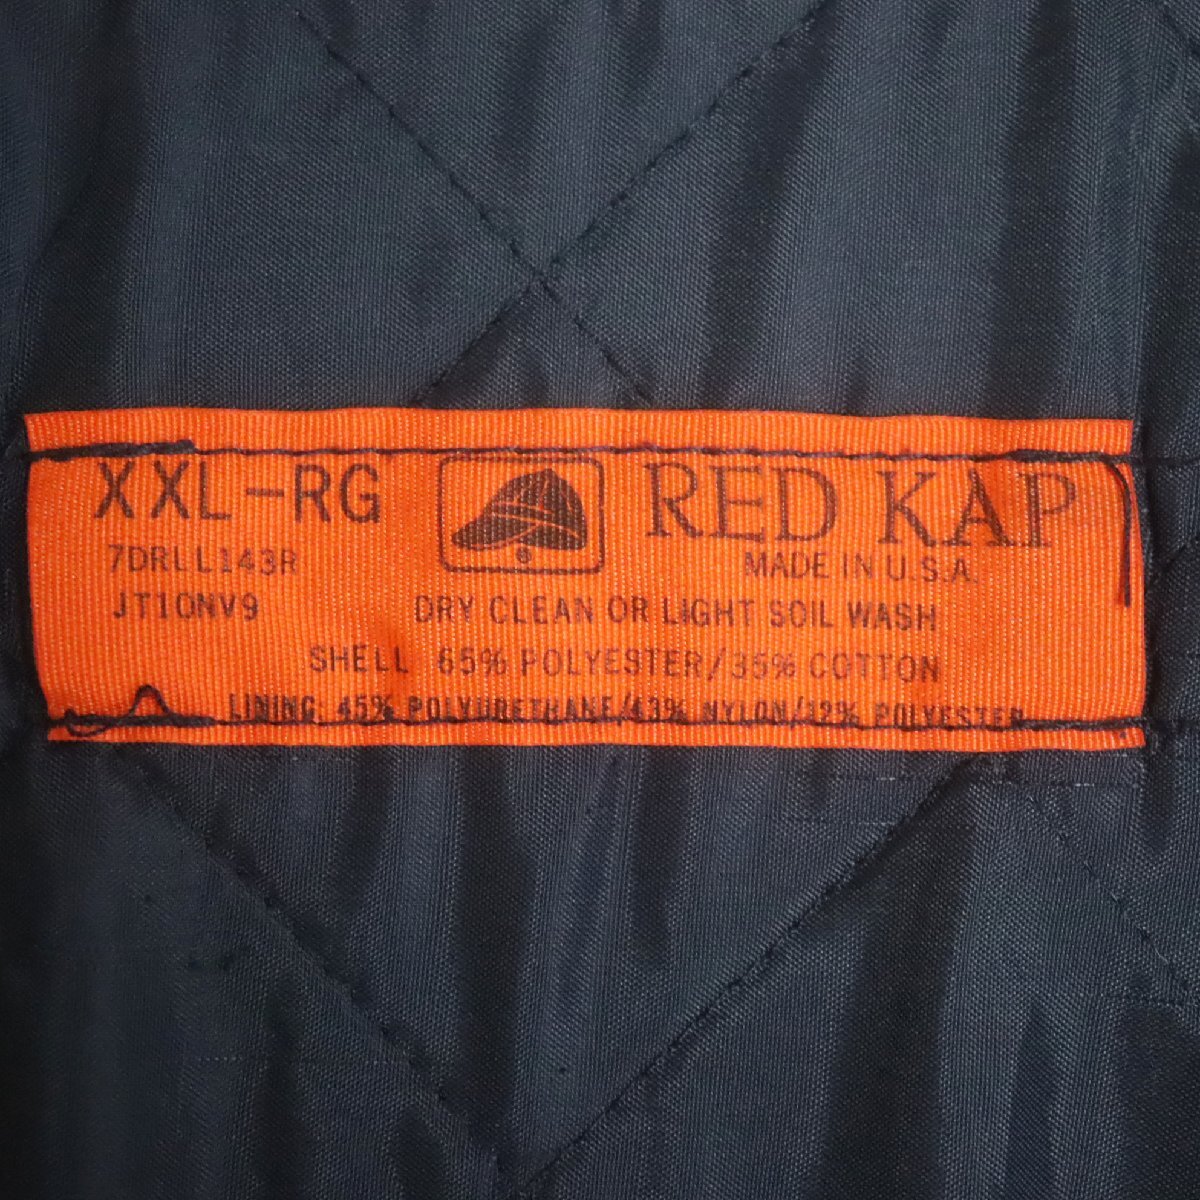 XXL-RG
RED KAP
7DRLL143R
MADE IN U.S.A.
JT10NV9
DRY CLEAN OR LIGHT SOIL WASH
SHELL 65% POLYESTER/35% COTTON
LINING: 45% POLYURETHANE/43% NYLON/12% POLYESTER
®